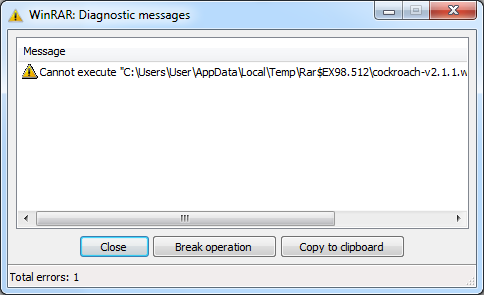 WinRAR: Diagnostic messages
Message
Cannot execute "C:\Users\User\AppData\Local\Temp\Rar$EX98.512\cockroach-v2.1.1.w
Close Break operation Copy to clipboard
Total errors: 1